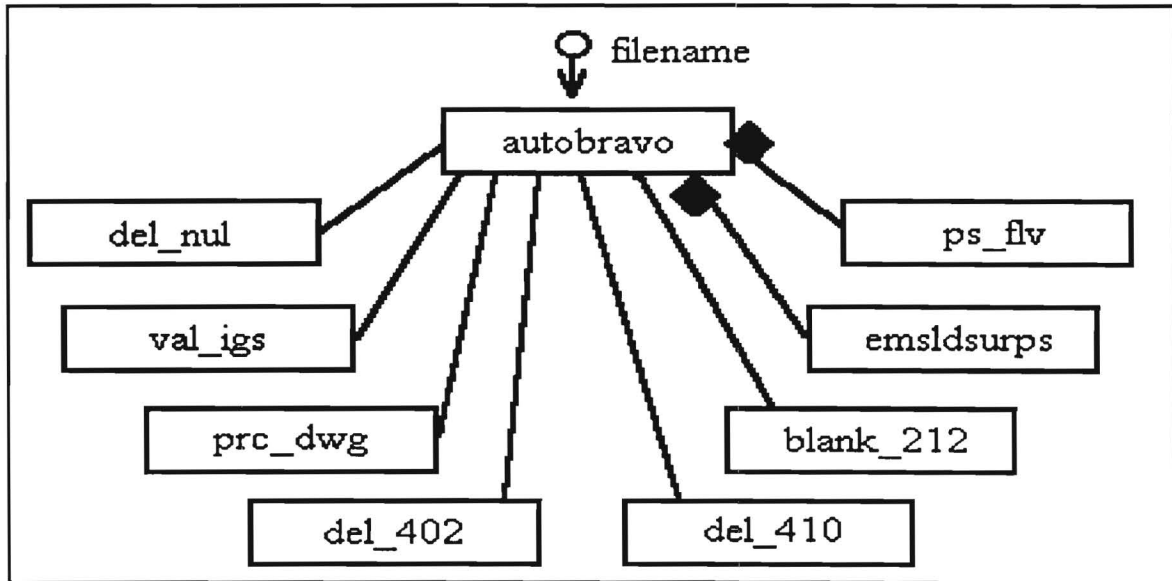 filename
autobravo
del_nul
ps_flv
val_igs
emsldsurps
prc_dwg
blank_212
del_402
del_410